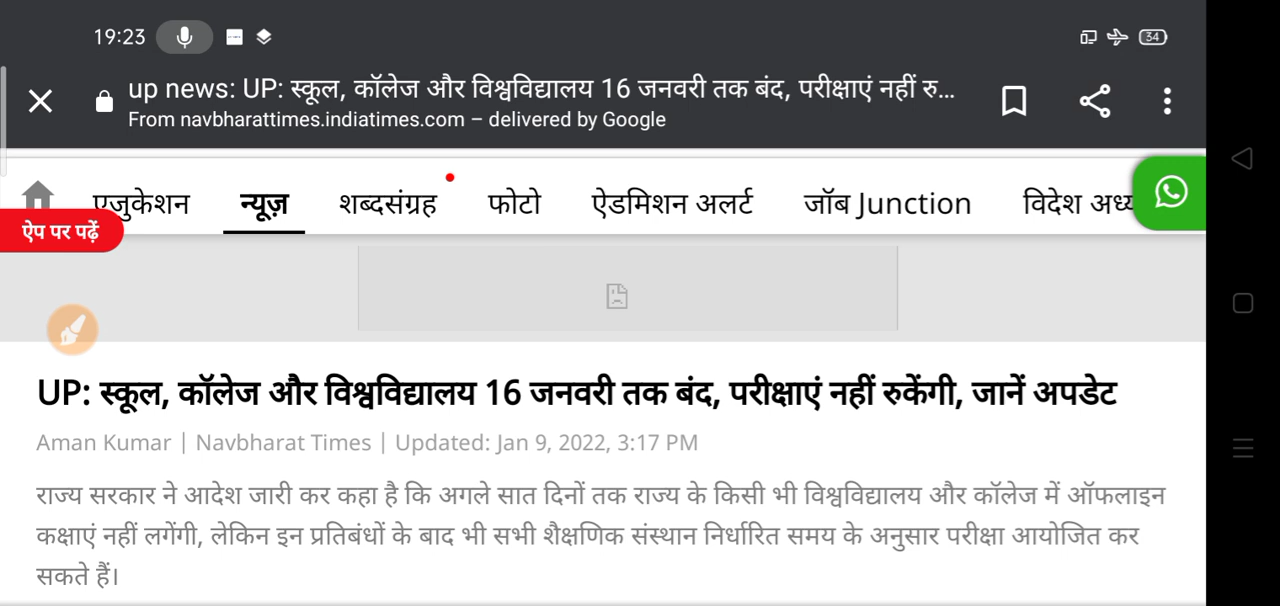 19:23
34
up news: UP: स्कूल, कॉलेज और विश्वविद्यालय 16 जनवरी तक बंद, परीक्षाएं नहीं रु...
From navbharattimes.indiatimes.com – delivered by Google
एजुकेशन न्यूज़ शब्दसंग्रह फोटो ऐडमिशन अलर्ट जॉब Junction विदेश अध्य
ऐप पर पढ़ें
UP: स्कूल, कॉलेज और विश्वविद्यालय 16 जनवरी तक बंद, परीक्षाएं नहीं रुकेंगी, जानें अपडेट
Aman Kumar | Navbharat Times | Updated: Jan 9, 2022, 3:17 PM
राज्य सरकार ने आदेश जारी कर कहा है कि अगले सात दिनों तक राज्य के किसी भी विश्वविद्यालय और कॉलेज में ऑफलाइन
कक्षाएं नहीं लगेंगी, लेकिन इन प्रतिबंधों के बाद भी सभी शैक्षणिक संस्थान निर्धारित समय के अनुसार परीक्षा आयोजित कर
सकते हैं।